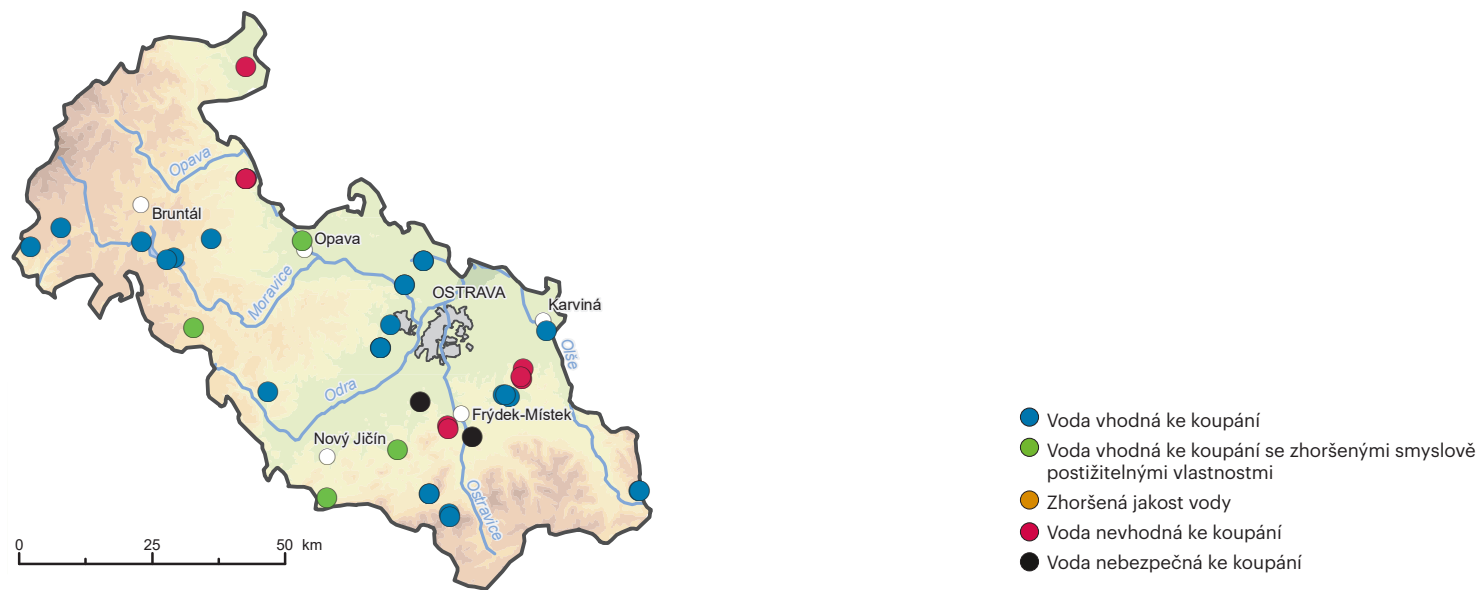 Opava
Bruntál
Opava
Moravice
OSTRAVA
Karviná
Olše
Odra
Frýdek-Místek
Nový Jičín
Ostravice
0 25 50 km
Voda vhodná ke koupání
Voda vhodná ke koupání se zhoršenými smyslově
postižitelnými vlastnostmi
Zhoršená jakost vody
Voda nevhodná ke koupání
Voda nebezpečná ke koupání